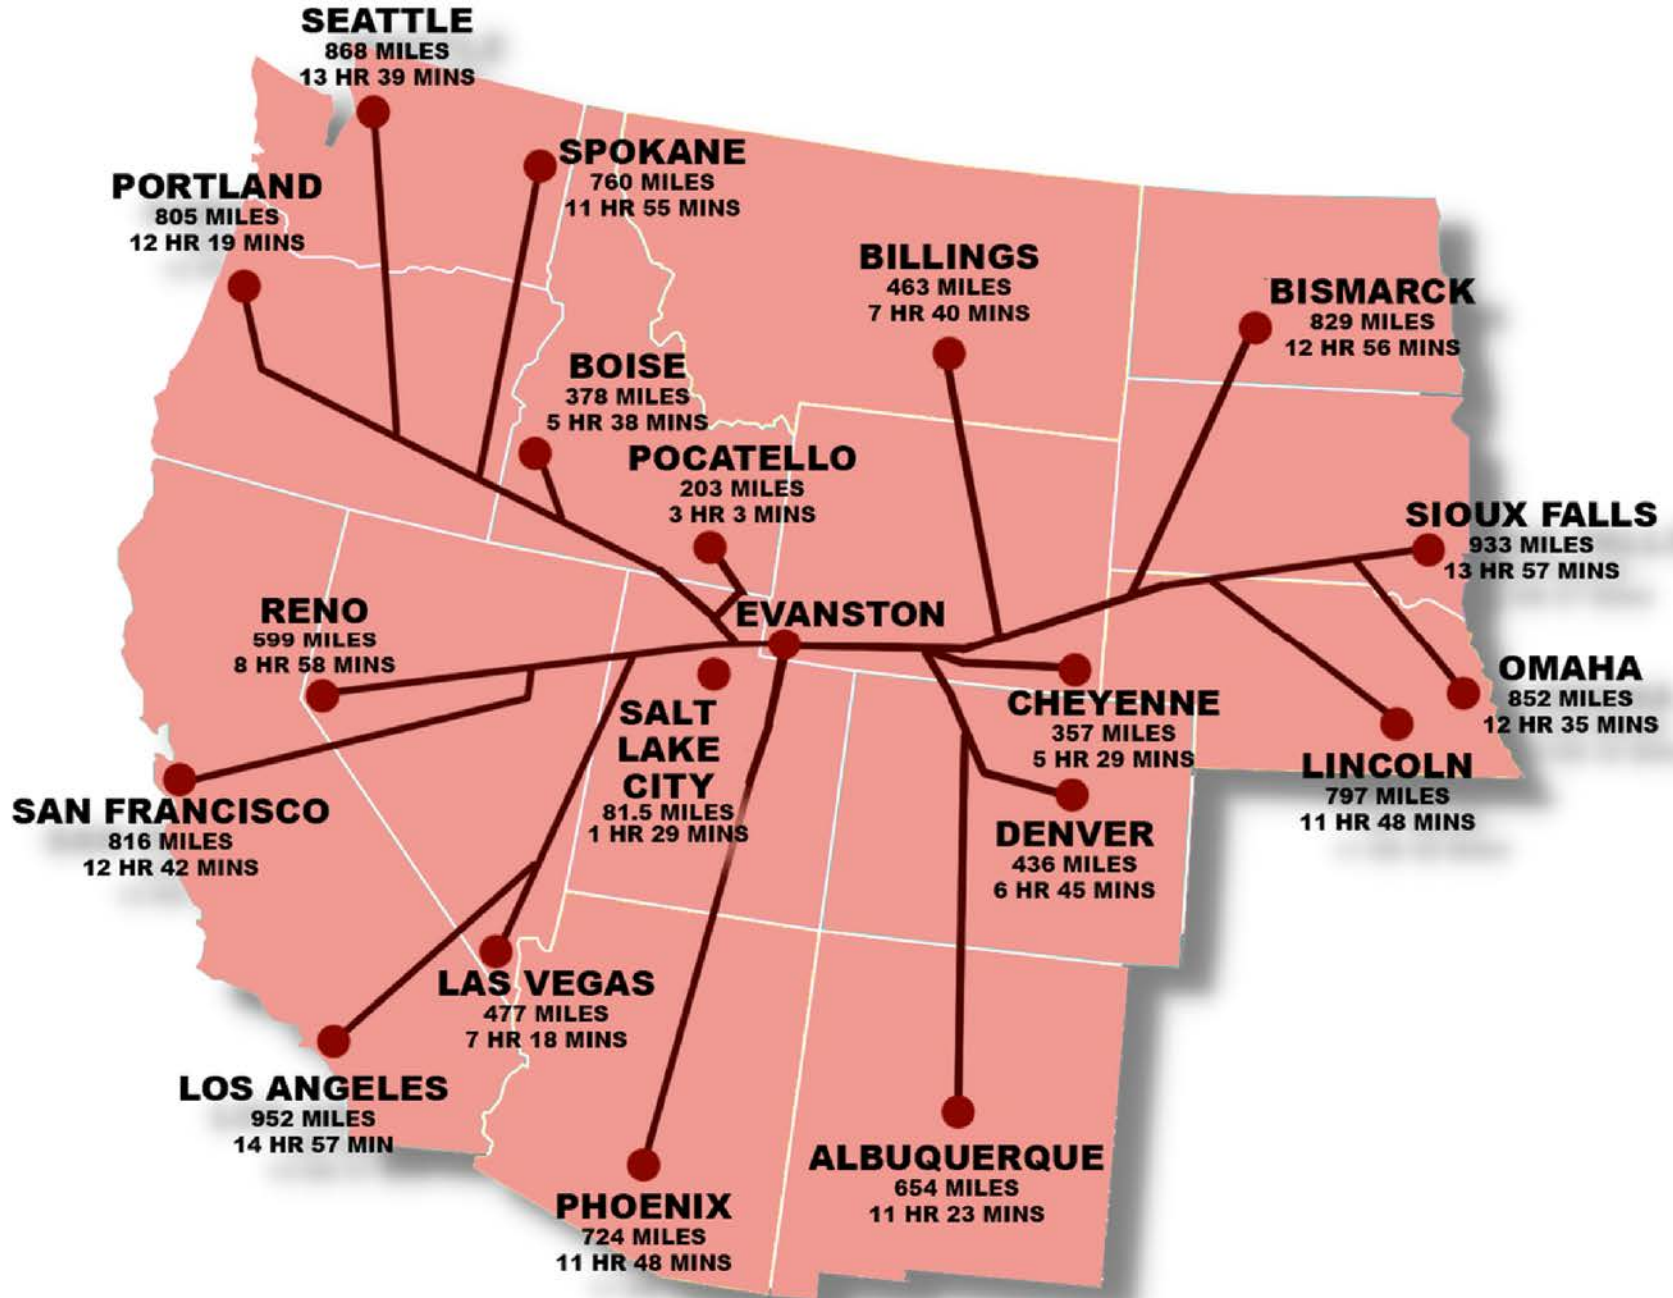 SEATTLE
868 MILES
13 HR 39 MINS
SPOKANE
760 MILES
11 HR 55 MINS
PORTLAND
805 MILES
12 HR 19 MINS
BILLINGS
463 MILES
7 HR 40 MINS
BISMARCK
829 MILES
12 HR 56 MINS
BOISE
378 MILES
5 HR 38 MINS
POCATELLO
203 MILES
3 HR 3 MINS
SIOUX FALLS
933 MILES
13 HR 57 MINS
RENO
599 MILES
8 HR 58 MINS
EVANSTON
OMAHA
852 MILES
12 HR 35 MINS
CHEYENNE
357 MILES
5 HR 29 MINS
SALT
LAKE
CITY
81.5 MILES
1 HR 29 MINS
LINCOLN
797 MILES
11 HR 48 MINS
SAN FRANCISCO
816 MILES
12 HR 42 MINS
DENVER
436 MILES
6 HR 45 MINS
LAS VEGAS
477 MILES
7 HR 18 MINS
LOS ANGELES
952 MILES
14 HR 57 MIN
ALBUQUERQUE
654 MILES
11 HR 23 MINS
PHOENIX
724 MILES
11 HR 48 MINS